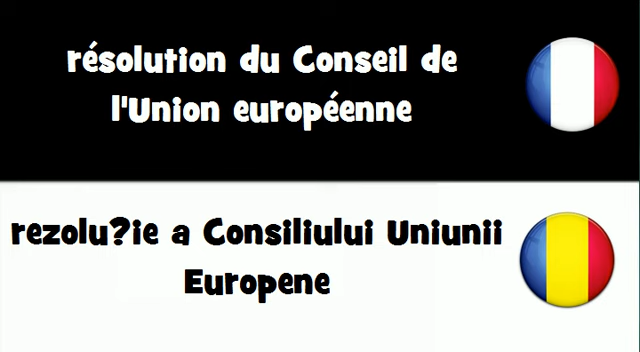 résolution du Conseil de
l'Union européenne
rezolu?ie a Consiliului Uniunii
Europene